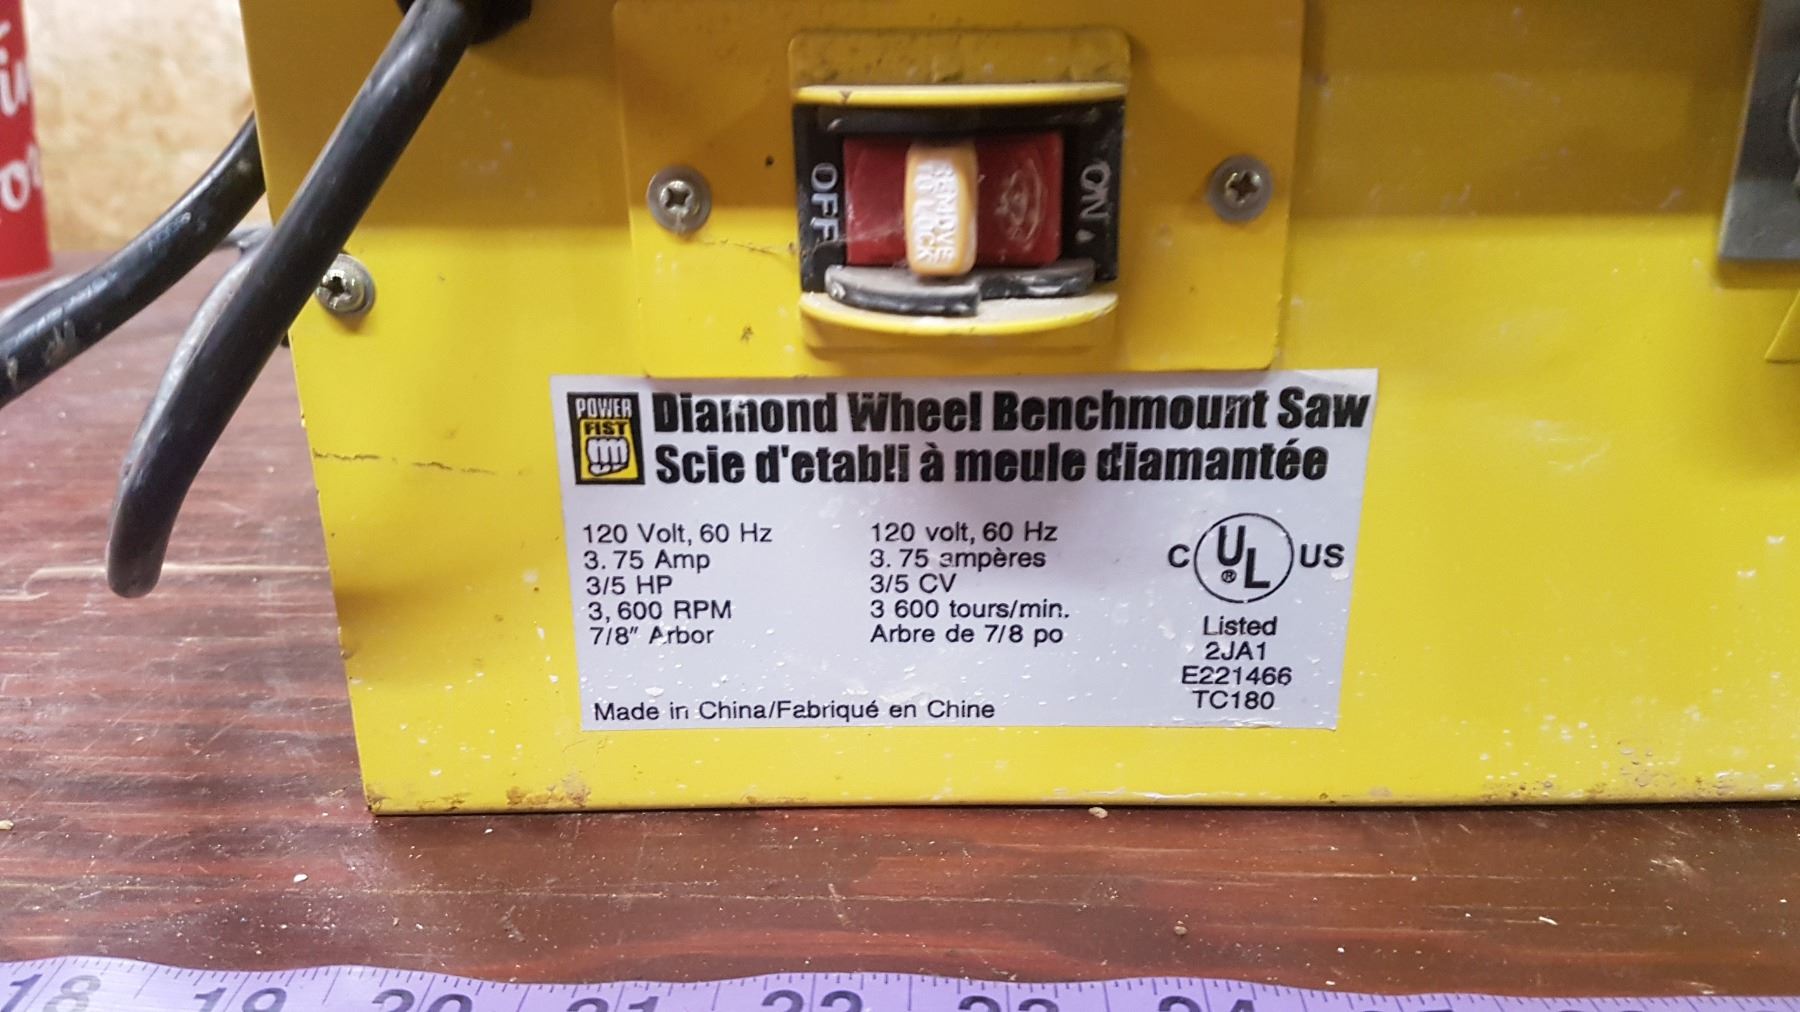 OFF
REMOVE
TO LOCK
ON
POWER
FIST
Diamond Wheel Benchmount Saw
Scie d'etabli à meule diamantée
120 Volt, 60 Hz
3. 75 Amp
3/5 HP
3, 600 RPM
7/8" Arbor
120 volt, 60 Hz
3. 75 ampères
3/5 CV
3 600 tours/min.
Arbre de 7/8 po
C UL® US
Listed
2JA1
E221466
TC180
Made in China/Fabriqué en Chine
18 19 20 21 22 23 24 25